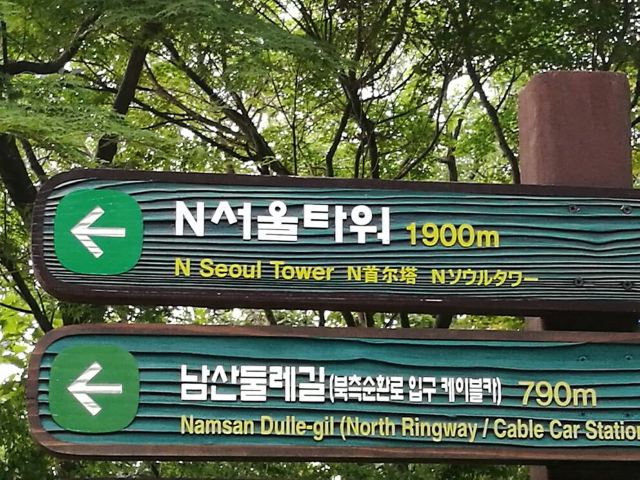 N서울타워 1900m
N Seoul Tower N首尔塔 Nソウルタワー
남산둘레길(북측순환로 입구 케이블카) 790m
Namsan Dulle-gil (North Ringway / Cable Car Station